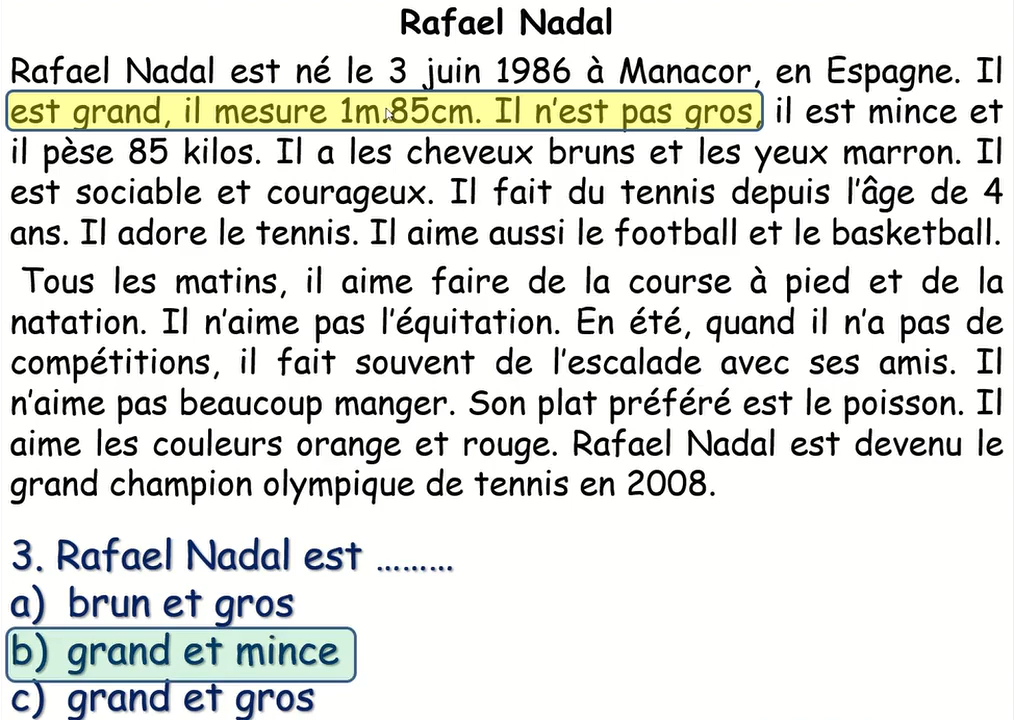 Rafael Nadal
Rafael Nadal est né le 3 juin 1986 à Manacor, en Espagne. Il
est grand, il mesure 1m.85cm. Il n'est pas gros, il est mince et
il pèse 85 kilos. Il a les cheveux bruns et les yeux marron. Il
est sociable et courageux. Il fait du tennis depuis l'âge de 4
ans. Il adore le tennis. Il aime aussi le football et le basketball.
Tous les matins, il aime faire de la course à pied et de la
natation. Il n'aime pas l'équitation. En été, quand il n'a pas de
compétitions, il fait souvent de l'escalade avec ses amis. Il
n'aime pas beaucoup manger. Son plat préféré est le poisson. Il
aime les couleurs orange et rouge. Rafael Nadal est devenu le
grand champion olympique de tennis en 2008.
3. Rafael Nadal est .........
a) brun et gros
b) grand et mince
c) grand et gros